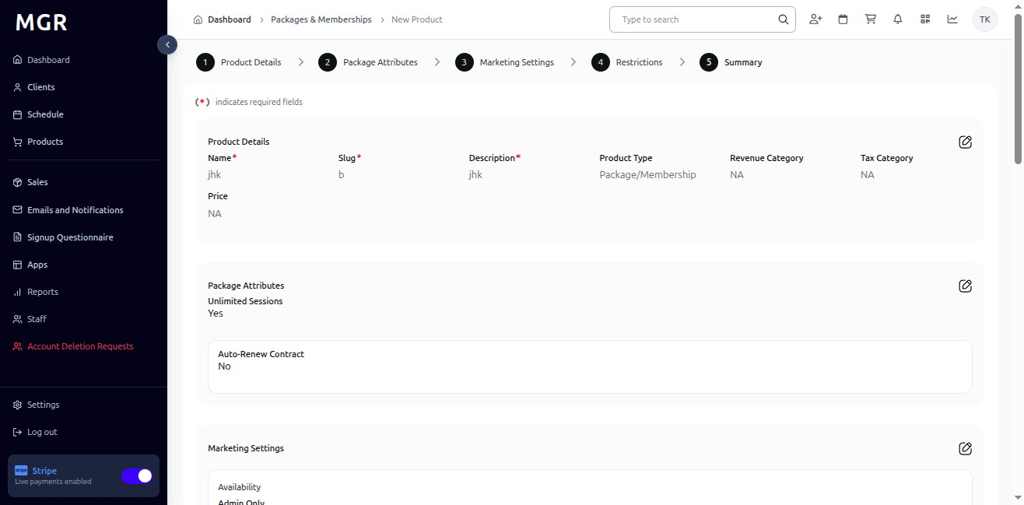 MGR
Dashboard > Packages & Memberships > New Product
Type to search
TK
Dashboard
Clients
Schedule
Products
Sales
Emails and Notifications
Signup Questionnaire
Apps
Reports
Staff
Account Deletion Requests
Settings
Log out
Stripe
Live payments enabled
1 Product Details > 2 Package Attributes > 3 Marketing Settings > 4 Restrictions > 5 Summary
(*) indicates required fields
Product Details
Name* Slug* Description* Product Type Revenue Category Tax Category
jhk b jhk Package/Membership NA NA
Price
NA
Package Attributes
Unlimited Sessions
Yes
Auto-Renew Contract
No
Marketing Settings
Availability
Admin Only